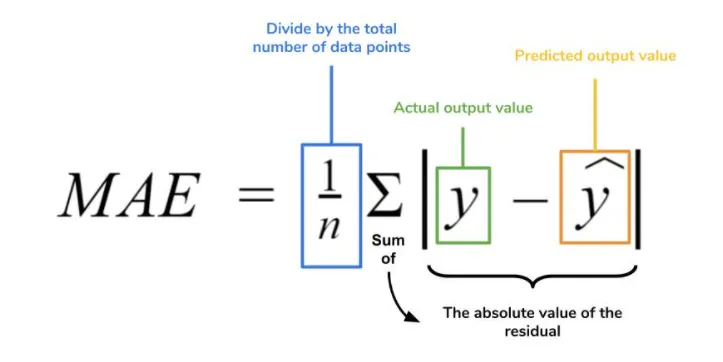 Divide by the total
number of data points
Predicted output value
Actual output value
MAE = 1/n Σ |y − ŷ|
Sum
of
The absolute value of the
residual